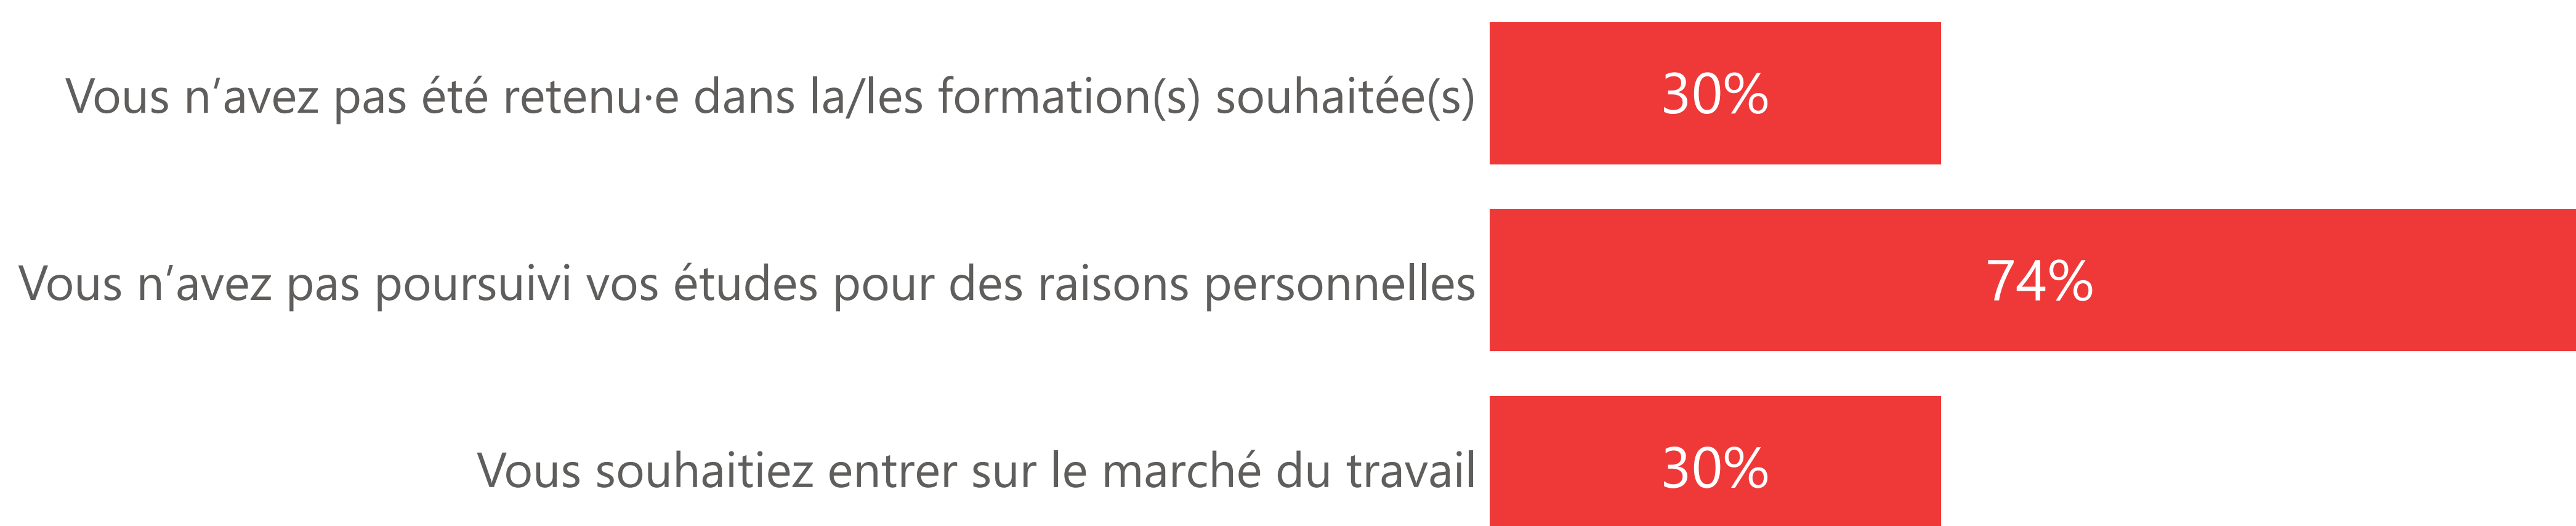 Vous n’avez pas été retenu·e dans la/les formation(s) souhaitée(s) 30%
Vous n’avez pas poursuivi vos études pour des raisons personnelles 74%
Vous souhaitiez entrer sur le marché du travail 30%